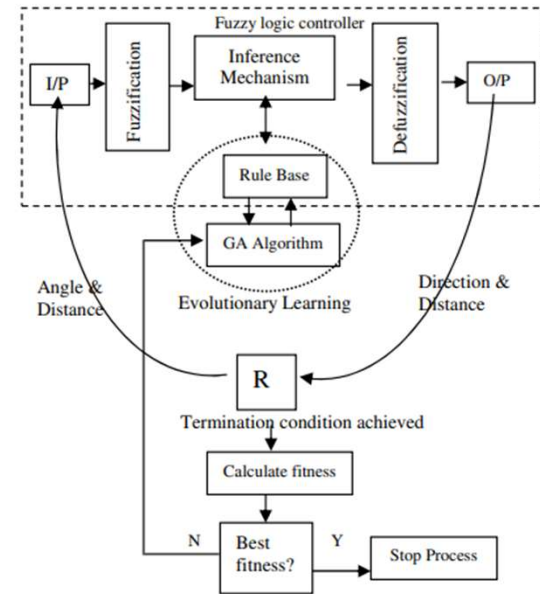 Fuzzy logic controller
I/P
Fuzzification
Inference
Mechanism
Defuzzification
O/P
Rule Base
GA Algorithm
Evolutionary Learning
Angle &
Distance
Direction &
Distance
R
Termination condition achieved
Calculate fitness
N
Best
fitness?
Y
Stop Process